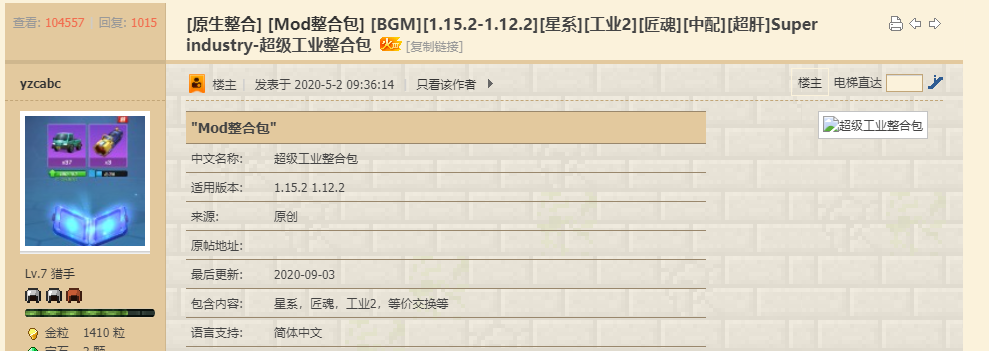 查看: 104557 回复: 1015
[原生整合] [Mod整合包] [BGM][1.15.2-1.12.2][星系][工业2][匠魂][中配][超肝]Super
industry-超级工业整合包 火 [复制链接]
yzcabc
楼主 发表于 2020-5-2 09:36:14 只看该作者
楼主 电梯直达
"Mod整合包"
超级工业整合包
中文名称: 超级工业整合包
适用版本: 1.15.2 1.12.2
来源: 原创
原帖地址:
最后更新: 2020-09-03
包含内容: 星系，匠魂，工业2，等价交换等
语言支持: 简体中文
x37
x3
Lv.7 猎手
金粒 1410 粒